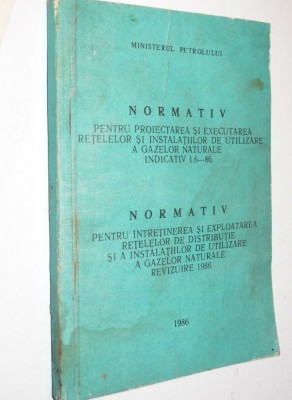 MINISTERUL PETROLULUI
NORMATIV
PENTRU PROIECTAREA ȘI EXECUTAREA
REȚELELOR ȘI INSTALAȚIILOR DE UTILIZARE
A GAZELOR NATURALE
INDICATIV I.6—86
NORMATIV
PENTRU INTREȚINEREA ȘI EXPLOATAREA
REȚELELOR DE DISTRIBUȚIE
ȘI A INSTALAȚIILOR DE UTILIZARE
A GAZELOR NATURALE
REVIZUIRE 1986
1986